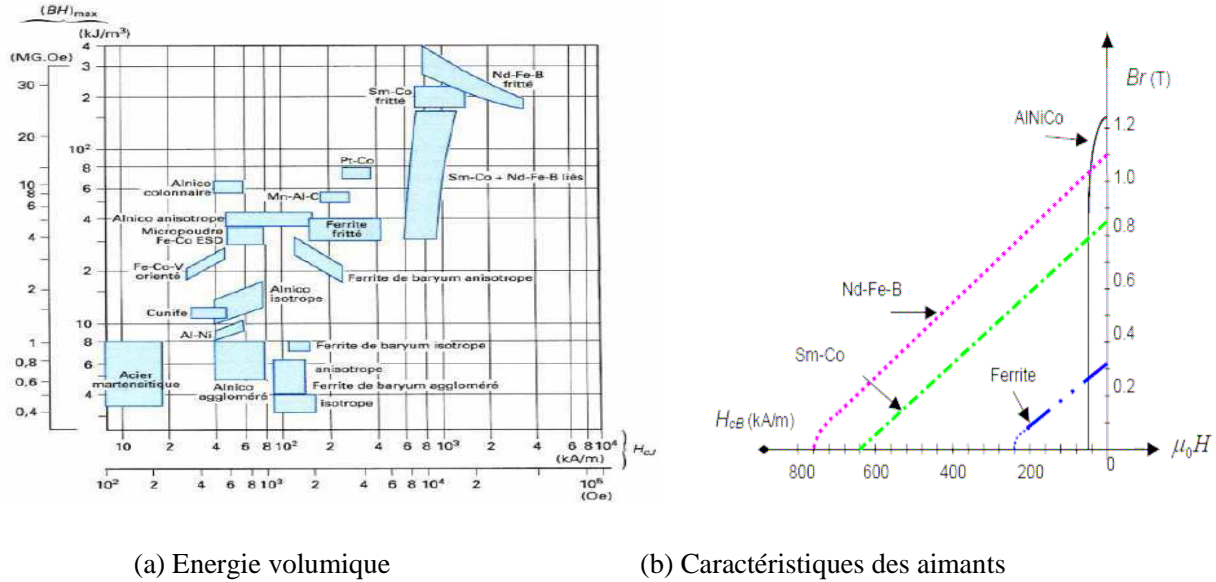 (BH)max
(kJ/m³)
(MG.Oe)
4
3
2
10²
8
6
4
2
10
8
6
4
30
20
10
8
6
4
2
1
0,8
0,6
0,4
Nd-Fe-B
fritté
Sm-Co
fritté
Pt-Co
Sm-Co + Nd-Fe-B liés
Alnico
colonnaire
Mn-Al-C
Alnico anisotrope
Micropoudre
Fe-Co ESD
Ferrite
fritté
Fe-Co-V
orienté
Ferrite de baryum anisotrope
Alnico
isotrope
Cunife
Al-Ni
Ferrite de baryum isotrope
Acier
martensitique
Alnico
aggloméré
anisotrope
Ferrite de baryum aggloméré
isotrope
10 2 4 6 8 10² 2 4 6 8 10³ 2 4 6 8 10⁴
(kA/m)
HcJ
10² 2 4 6 8 10³ 2 4 6 8 10⁴ 2 4 6 8 10⁵
(Oe)
Br (T)
AlNiCo
1.2
1.0
0.8
0.6
0.4
0.2
Nd-Fe-B
Sm-Co
Ferrite
HcB (kA/m)
μ₀H
800 600 400 200 0
(a) Energie volumique
(b) Caractéristiques des aimants